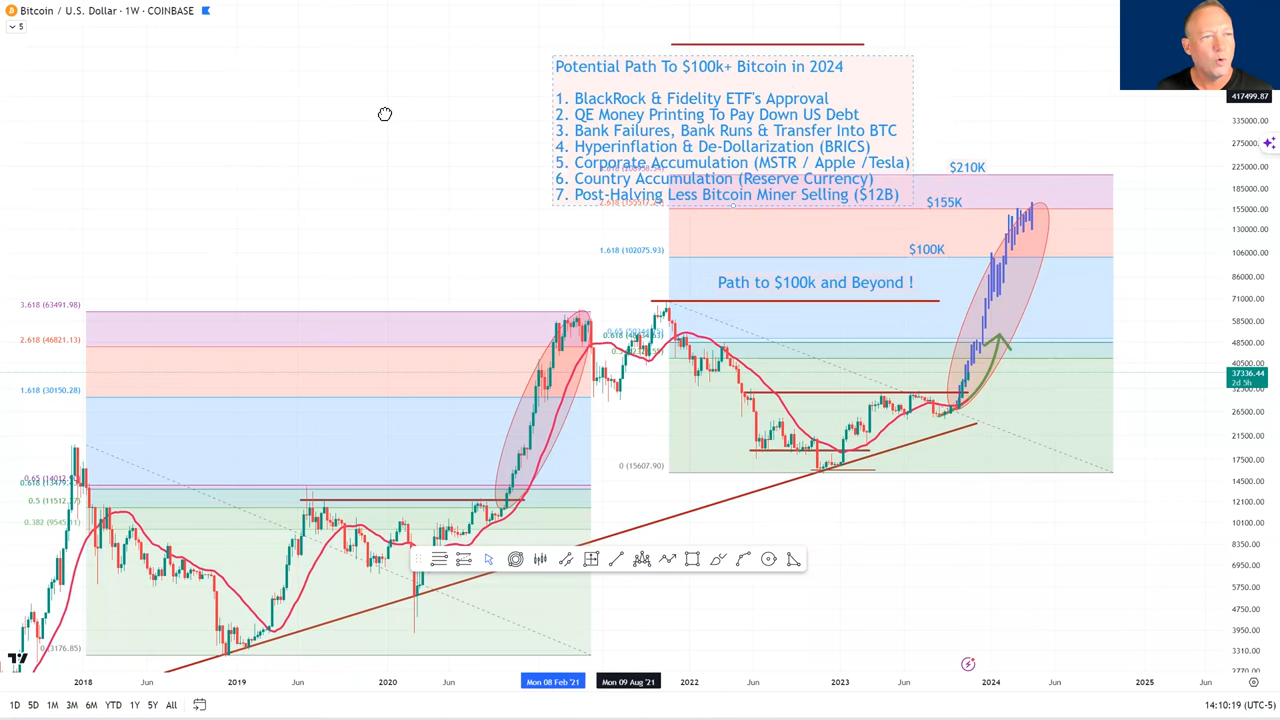 Bitcoin / U.S. Dollar · 1W · COINBASE
5
Potential Path To $100k+ Bitcoin in 2024
1. BlackRock & Fidelity ETF's Approval
2. QE Money Printing To Pay Down US Debt
3. Bank Failures, Bank Runs & Transfer Into BTC
4. Hyperinflation & De-Dollarization (BRICS)
5. Corporate Accumulation (MSTR / Apple /Tesla)
6. Country Accumulation (Reserve Currency)
7. Post-Halving Less Bitcoin Miner Selling ($12B)
$210K
$155K
1.618 (102075.93)
$100K
Path to $100k and Beyond !
3.618 (63491.98)
2.618 (46821.13)
1.618 (30150.28)
0 (15607.90)
0 (3176.85)
417499.87
335000.00
225000.00
185000.00
155000.00
130000.00
106000.00
86000.00
71000.00
58500.00
48500.00
40500.00
37336.44
2d 5h
26500.00
21500.00
17500.00
14500.00
12100.00
10100.00
8350.00
6950.00
5750.00
4750.00
3950.00
3310.00
2018 Jun 2019 Jun 2020 Jun Mon 08 Feb '21 Mon 09 Aug '21 2022 Jun 2023 Jun 2024 Jun 2025 Jun
1D 5D 1M 3M 6M YTD 1Y 5Y All
14:10:19 (UTC-5)